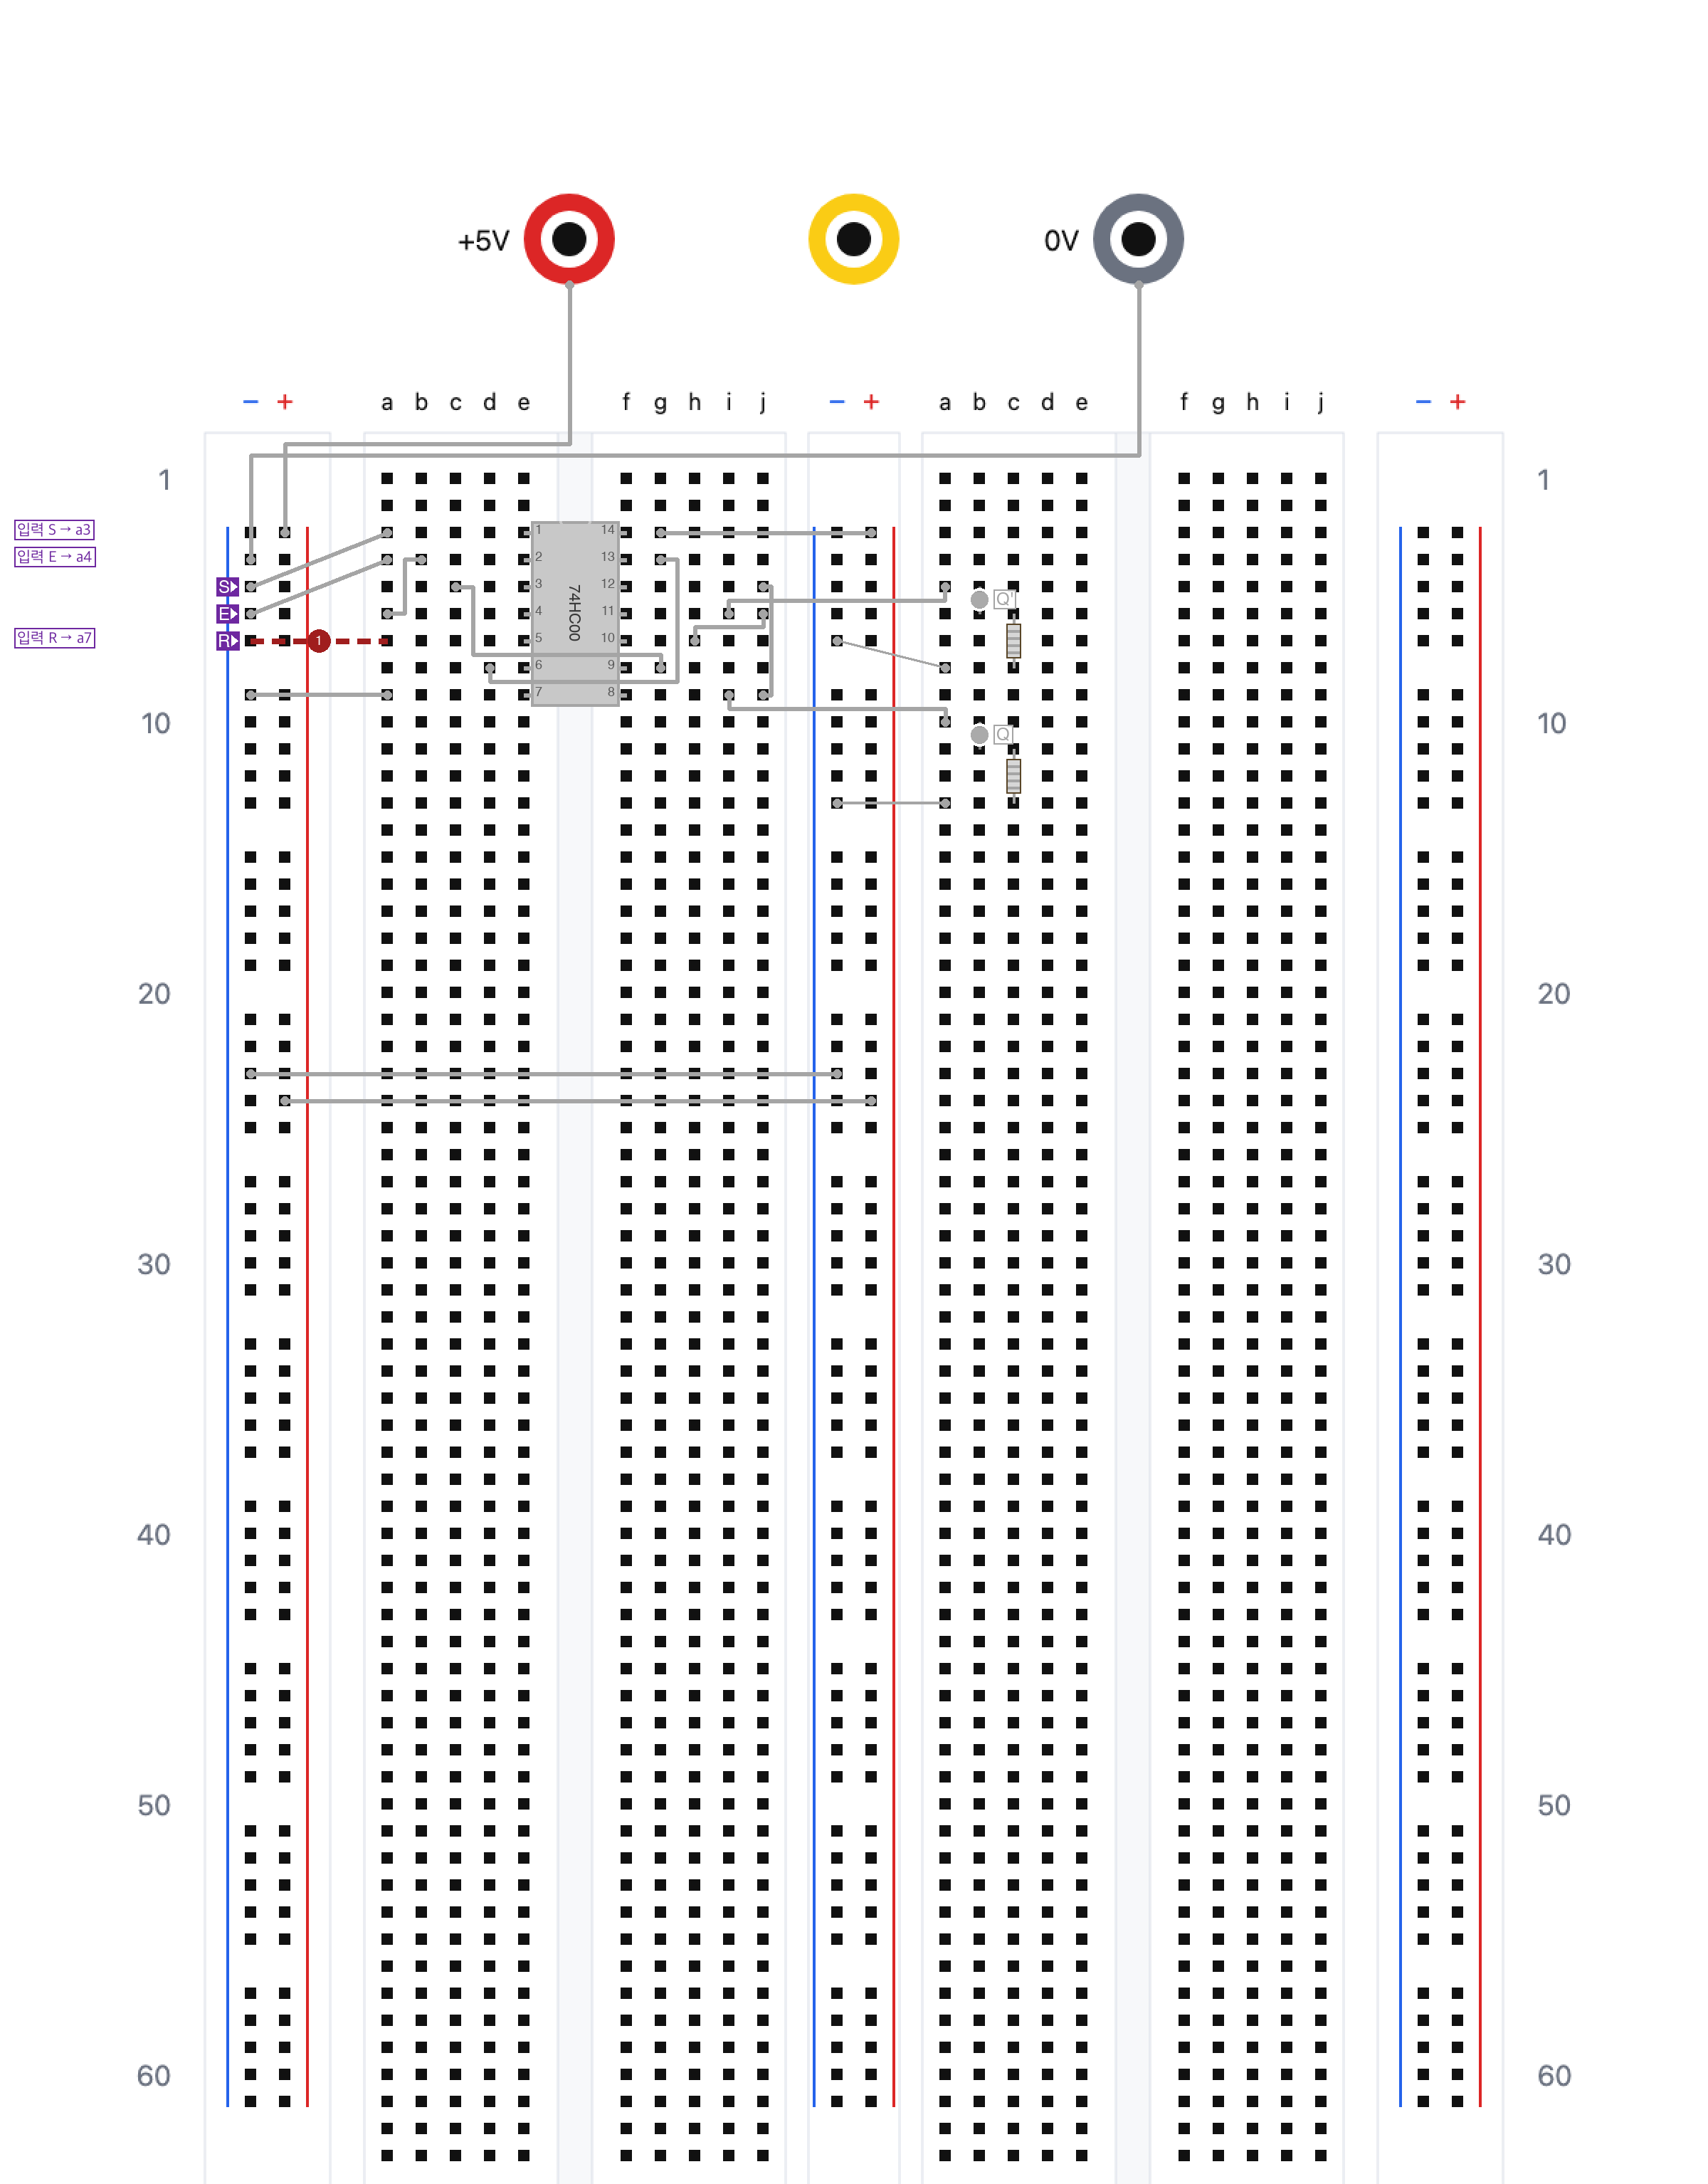 +5V
0V
− + a b c d e f g h i j − + a b c d e f g h i j − +
1 1
입력 S → a3
입력 E → a4
입력 R → a7
S
E
R
1
1 14
2 13
3 12
4 11
5 10
6 9
7 8
74HC00
Q'
Q
10 10
20 20
30 30
40 40
50 50
60 60